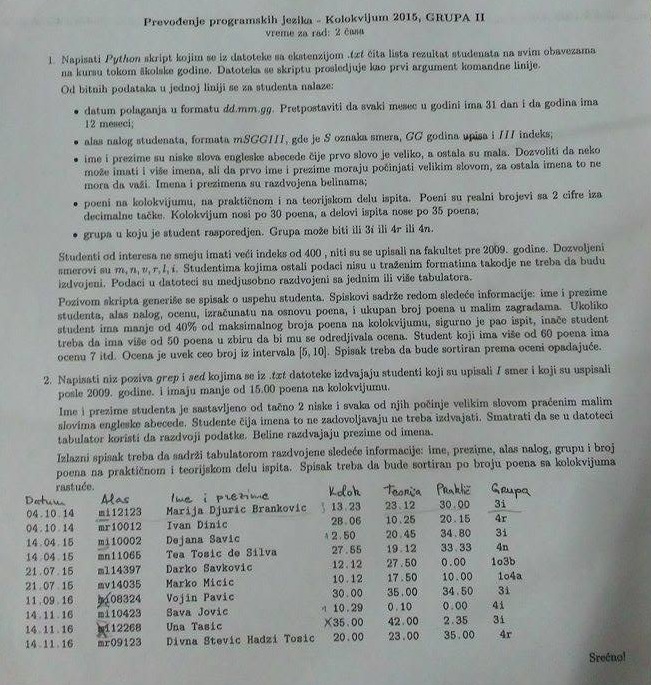 Prevođenje programskih jezika - Kolokvijum 2015, GRUPA II
vreme za rad: 2 časa
1. Napisati Python skript kojim se iz datoteke sa ekstenzijom .txt čita lista rezultat studenata na svim obavezama
na kursu tokom školske godine. Datoteka se skriptu prosledjuje kao prvi argument komandne linije.
Od bitnih podataka u jednoj liniji se za studenta nalaze:
• datum polaganja u formatu dd.mm.gg. Pretpostaviti da svaki mesec u godini ima 31 dan i da godina ima
12 meseci;
• alas nalog studenata, formata mSGGIII, gde je S oznaka smera, GG godina upisa i III indeks;
• ime i prezime su niske slova engleske abecede čije prvo slovo je veliko, a ostala su mala. Dozvoliti da neko
može imati i više imena, ali da prvo ime i prezime moraju počinjati velikim slovom, za ostala imena to ne
mora da važi. Imena i prezimena su razdvojena belinama;
• poeni na kolokvijumu, na praktičnom i na teorijskom delu ispita. Poeni su realni brojevi sa 2 cifre iza
decimalne tačke. Kolokvijum nosi po 30 poena, a delovi ispita nose po 35 poena;
• grupa u koju je student rasporedjen. Grupa može biti ili 3i ili 4r ili 4n.
Studenti od interesa ne smeju imati veći indeks od 400 , niti su se upisali na fakultet pre 2009. godine. Dozvoljeni
smerovi su m, n, v, r, l, i. Studentima kojima ostali podaci nisu u traženim formatima takodje ne treba da budu
izdvojeni. Podaci u datoteci su medjusobno razdvojeni sa jednim ili više tabulatora.
Pozivom skripta generiše se spisak o uspehu studenta. Spiskovi sadrže redom sledeće informacije: ime i prezime
studenta, alas nalog, ocenu, izračunatu na osnovu poena, i ukupan broj poena u malim zagradama. Ukoliko
student ima manje od 40% od maksimalnog broja poena na kolokvijumu, sigurno je pao ispit, inače student
treba da ima više od 50 poena u zbiru da bi mu se odredjivala ocena. Student koji ima više od 60 poena ima
ocenu 7 itd. Ocena je uvek ceo broj iz intervala [5, 10]. Spisak treba da bude sortiran prema oceni opadajuće.
2. Napisati niz poziva grep i sed kojima se iz .txt datoteke izdvajaju studenti koji su upisali I smer i koji su uspisali
posle 2009. godine. i imaju manje od 15.00 poena na kolokvijumu.
Ime i prezime studenta je sastavljeno od tačno 2 niske i svaka od njih počinje velikim slovom praćenim malim
slovima engleske abecede. Studente čija imena to ne zadovoljavaju ne treba izdvajati. Smatrati da se u datoteci
tabulator koristi da razdvoji podatke. Beline razdvajaju prezime od imena.
Izlazni spisak treba da sadrži tabulatorom razdvojene sledeće informacije: ime, prezime, alas nalog, grupu i broj
poena na praktičnom i teorijskom delu ispita. Spisak treba da bude sortiran po broju poena sa kolokvijuma
rastuće.
Datum Alas Ime i prezime Kolok Teorija Praktič Grupa
04.10.14 mi12123 Marija Djuric Brankovic 13.23 23.12 30.00 3i
04.10.14 mr10012 Ivan Dinic 28.06 10.25 20.15 4r
14.04.15 mi10002 Dejana Savic 2.50 20.45 34.80 3i
14.04.15 mn11065 Tea Tosic de Silva 27.55 19.12 33.33 4n
21.07.15 ml14397 Darko Savkovic 12.12 27.50 0.00 1o3b
21.07.15 mv14035 Marko Micic 10.12 17.50 10.00 1o4a
11.09.16 08324 Vojin Pavic 30.00 35.00 34.50 3i
14.11.16 mi10423 Sava Jovic 10.29 0.10 0.00 4i
14.11.16 12268 Una Tasic X35.00 42.00 2.35 3i
14.11.16 mr09123 Divna Stevic Hadzi Tosic 20.00 23.00 35.00 4r
Srećno!